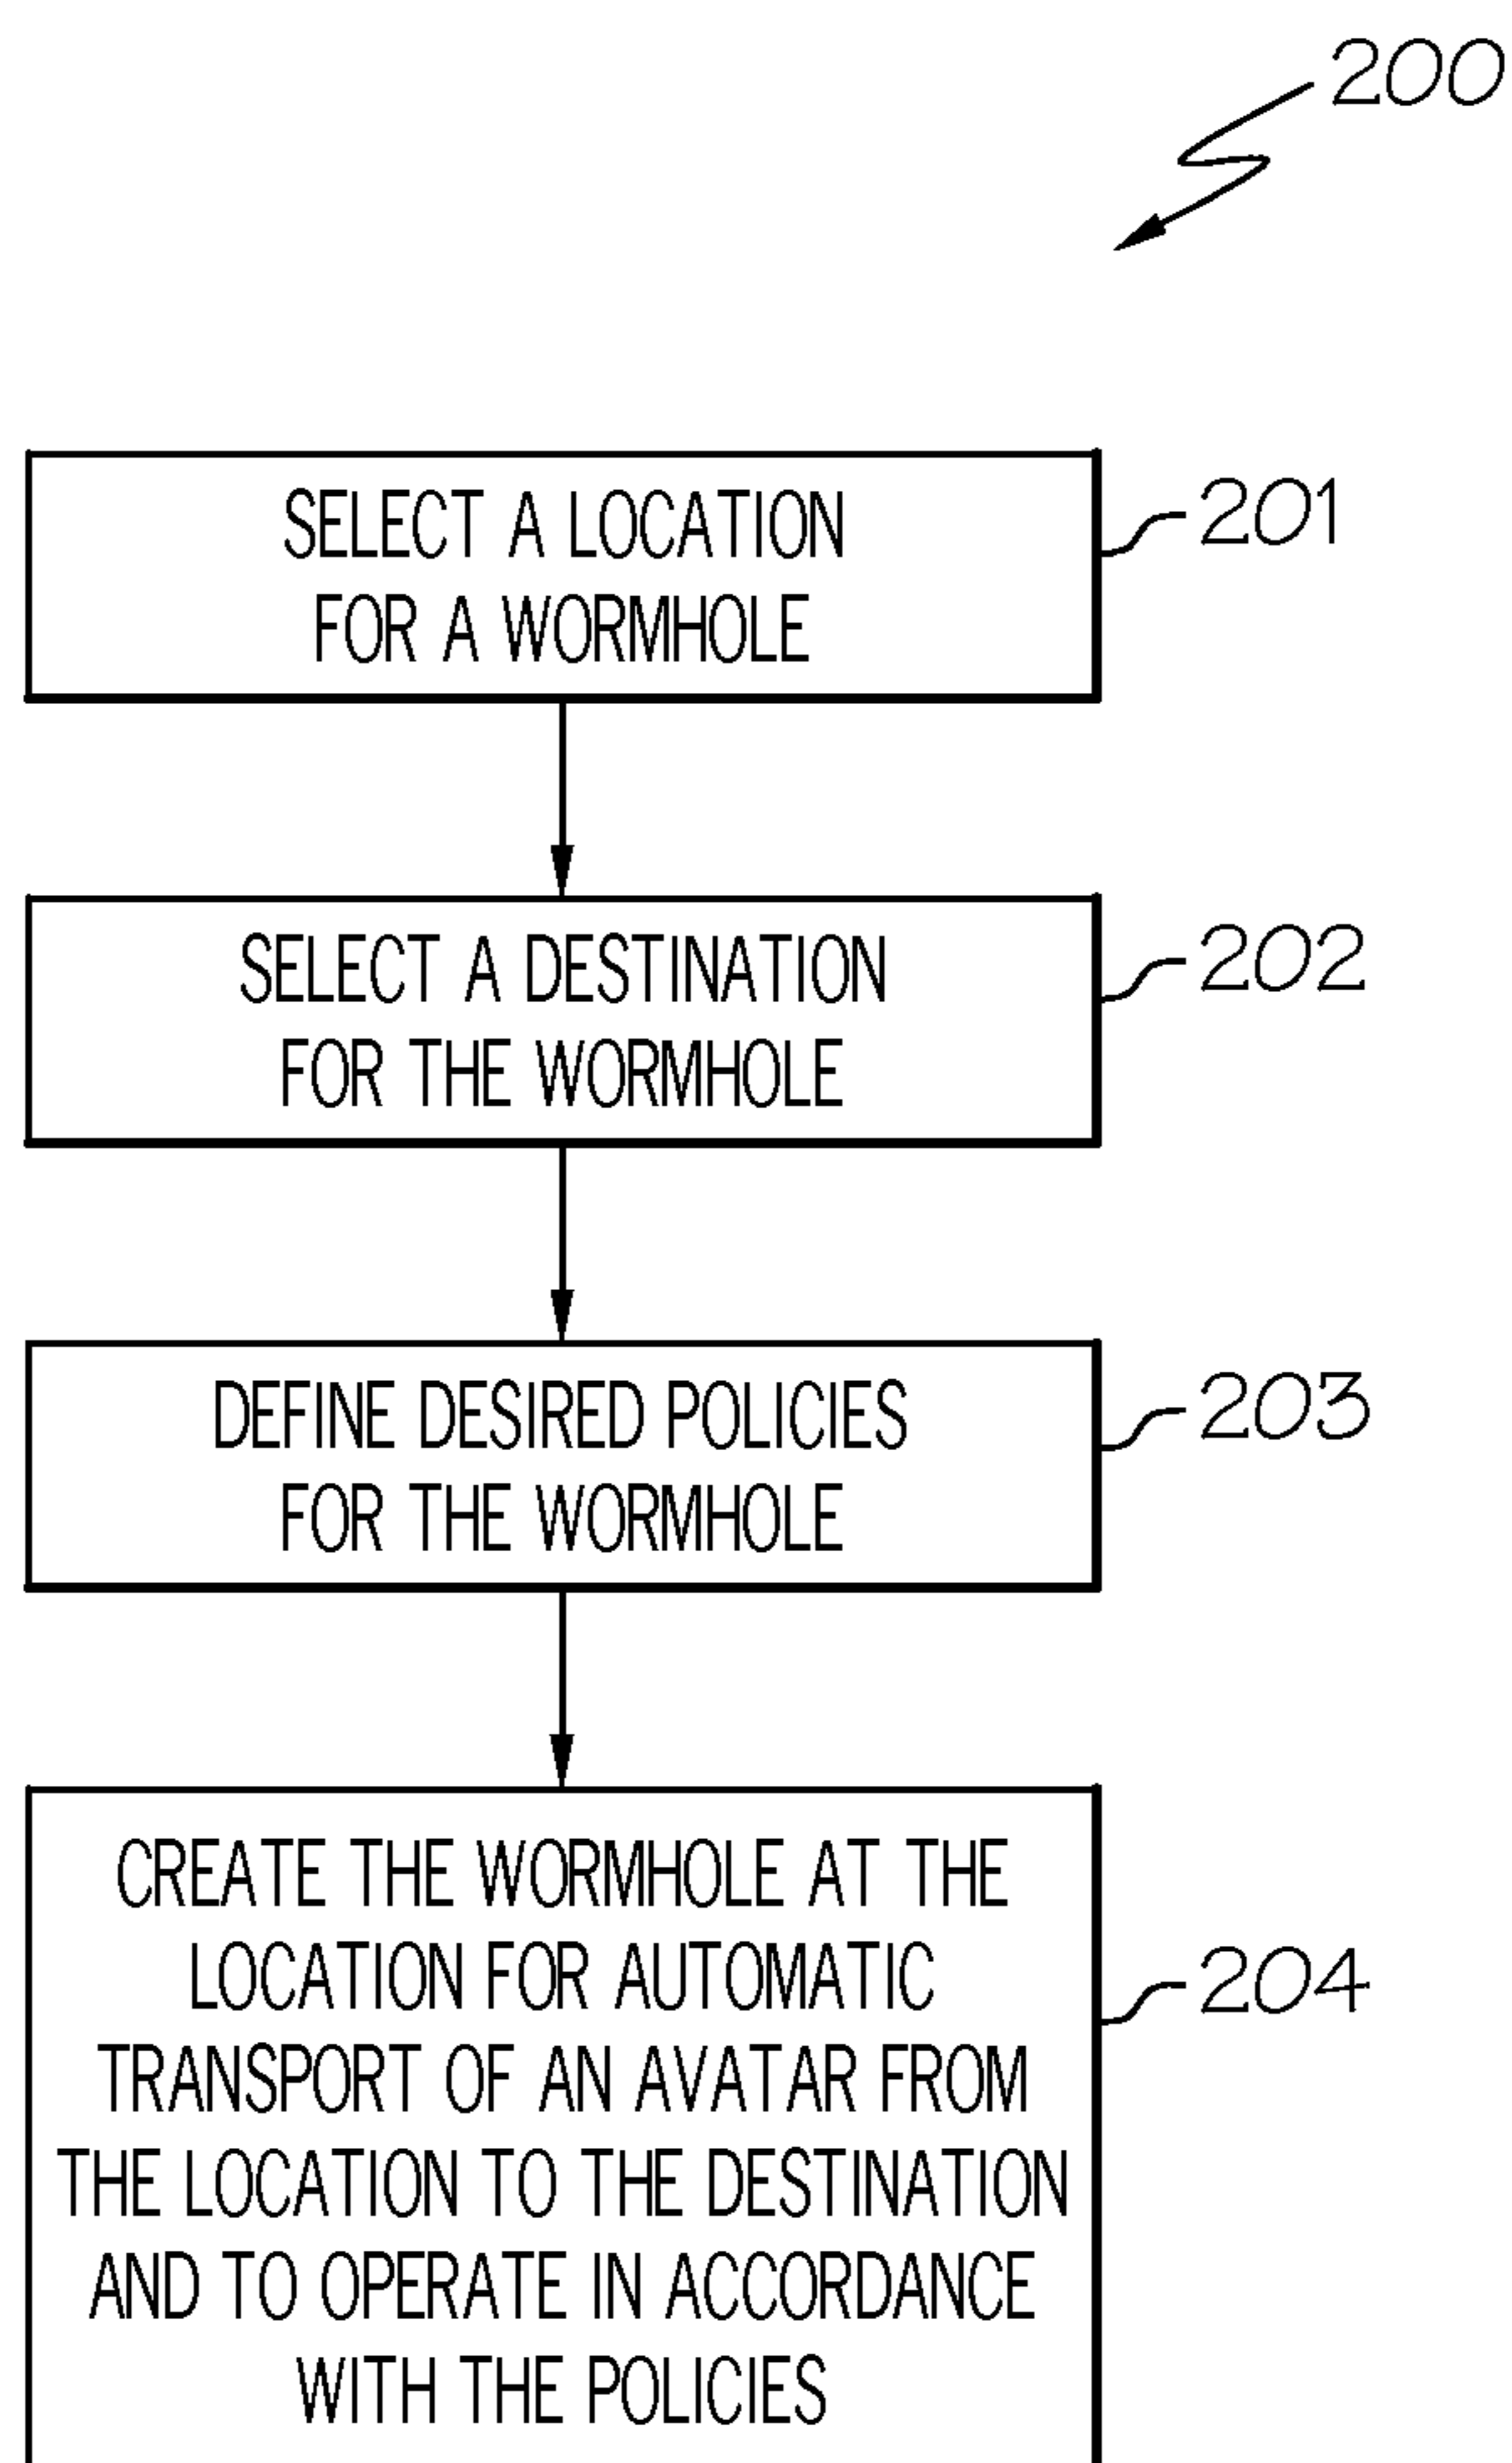 200
SELECT A LOCATION
FOR A WORMHOLE
201
SELECT A DESTINATION
FOR THE WORMHOLE
202
DEFINE DESIRED POLICIES
FOR THE WORMHOLE
203
CREATE THE WORMHOLE AT THE
LOCATION FOR AUTOMATIC
TRANSPORT OF AN AVATAR FROM
THE LOCATION TO THE DESTINATION
AND TO OPERATE IN ACCORDANCE
WITH THE POLICIES
204